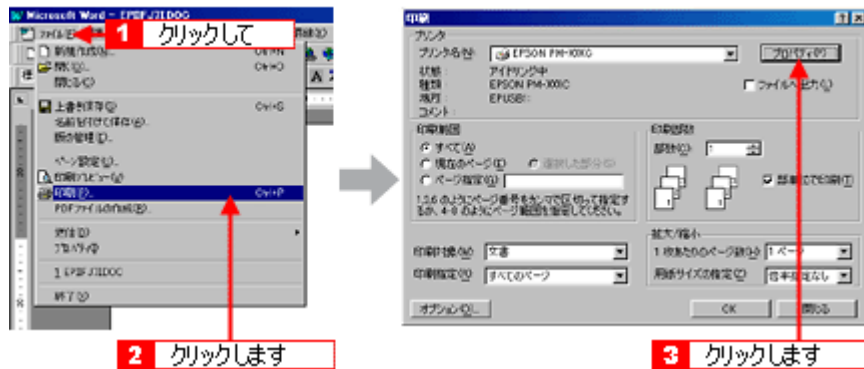 Microsoft Word - EPDFJ7I.DOC
1 クリックして
新規作成(N)... Ctrl+N
開く(O)... Ctrl+O
閉じる(C)
上書き保存(S) Ctrl+S
名前を付けて保存(A)...
版の管理(E)...
ページ設定(U)...
印刷プレビュー(V)
印刷(P)... Ctrl+P
PDFファイルの作成(B)...
送信(D)
プロパティ(I)
終了(X)
2 クリックします
印刷
プリンタ
プリンタ名(N):
プロパティ(P)
状態: アイドリング中
種類:
場所: EPUSB1:
コメント:
ファイルへ出力(L)
印刷範囲
すべて(A)
現在のページ(E)
選択した部分(S)
ページ指定(G):
1,3,6 のようにページ番号をカンマで区切って指定するか、4-8 のようにページ範囲を指定してください。
印刷部数
部数(C): 1
部単位で印刷(T)
印刷対象(W): 文書
印刷指定(R): すべてのページ
拡大/縮小
1 枚あたりのページ数(H): 1 ページ
用紙サイズの指定(Z): 倍率指定なし
オプション(O)...
OK
閉じる
3 クリックします